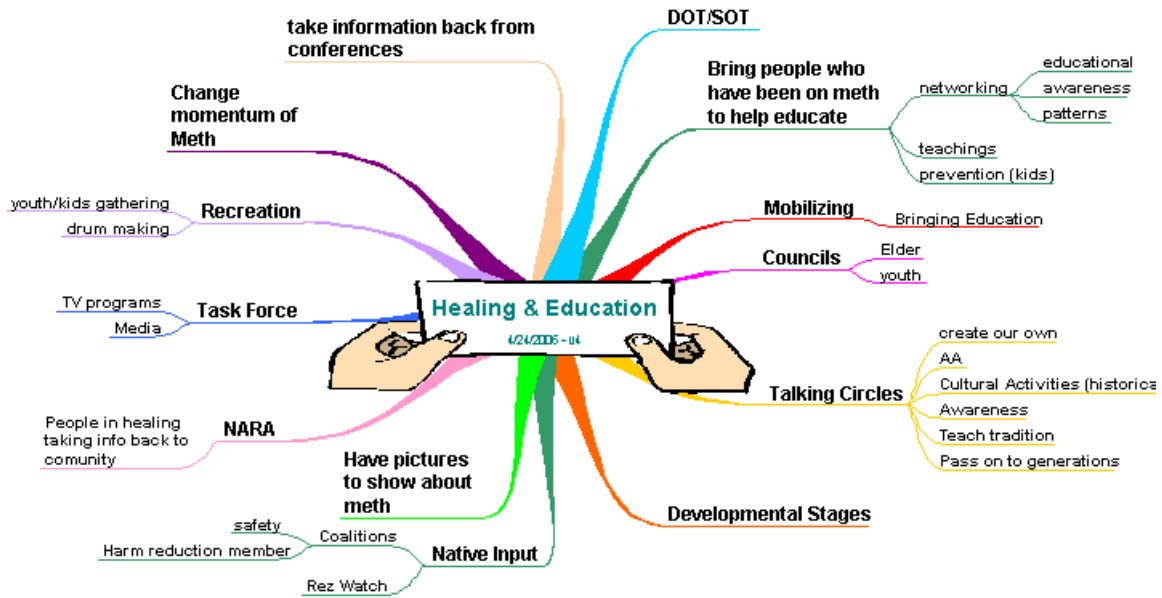 DOT/SOT
take information back from
conferences
Bring people who
have been on meth
to help educate
networking
educational
awareness
patterns
teachings
prevention (kids)
Change
momentum of
Meth
Recreation
youth/kids gathering
drum making
Mobilizing
Bringing Education
Councils
Elder
youth
Healing & Education
Task Force
TV programs
Media
Talking Circles
create our own
AA
Cultural Activities (historica
Awareness
Teach tradition
Pass on to generations
NARA
People in healing
taking info back to
comunity
Have pictures
to show about
meth
Developmental Stages
Native Input
Coalitions
safety
Harm reduction member
Rez Watch